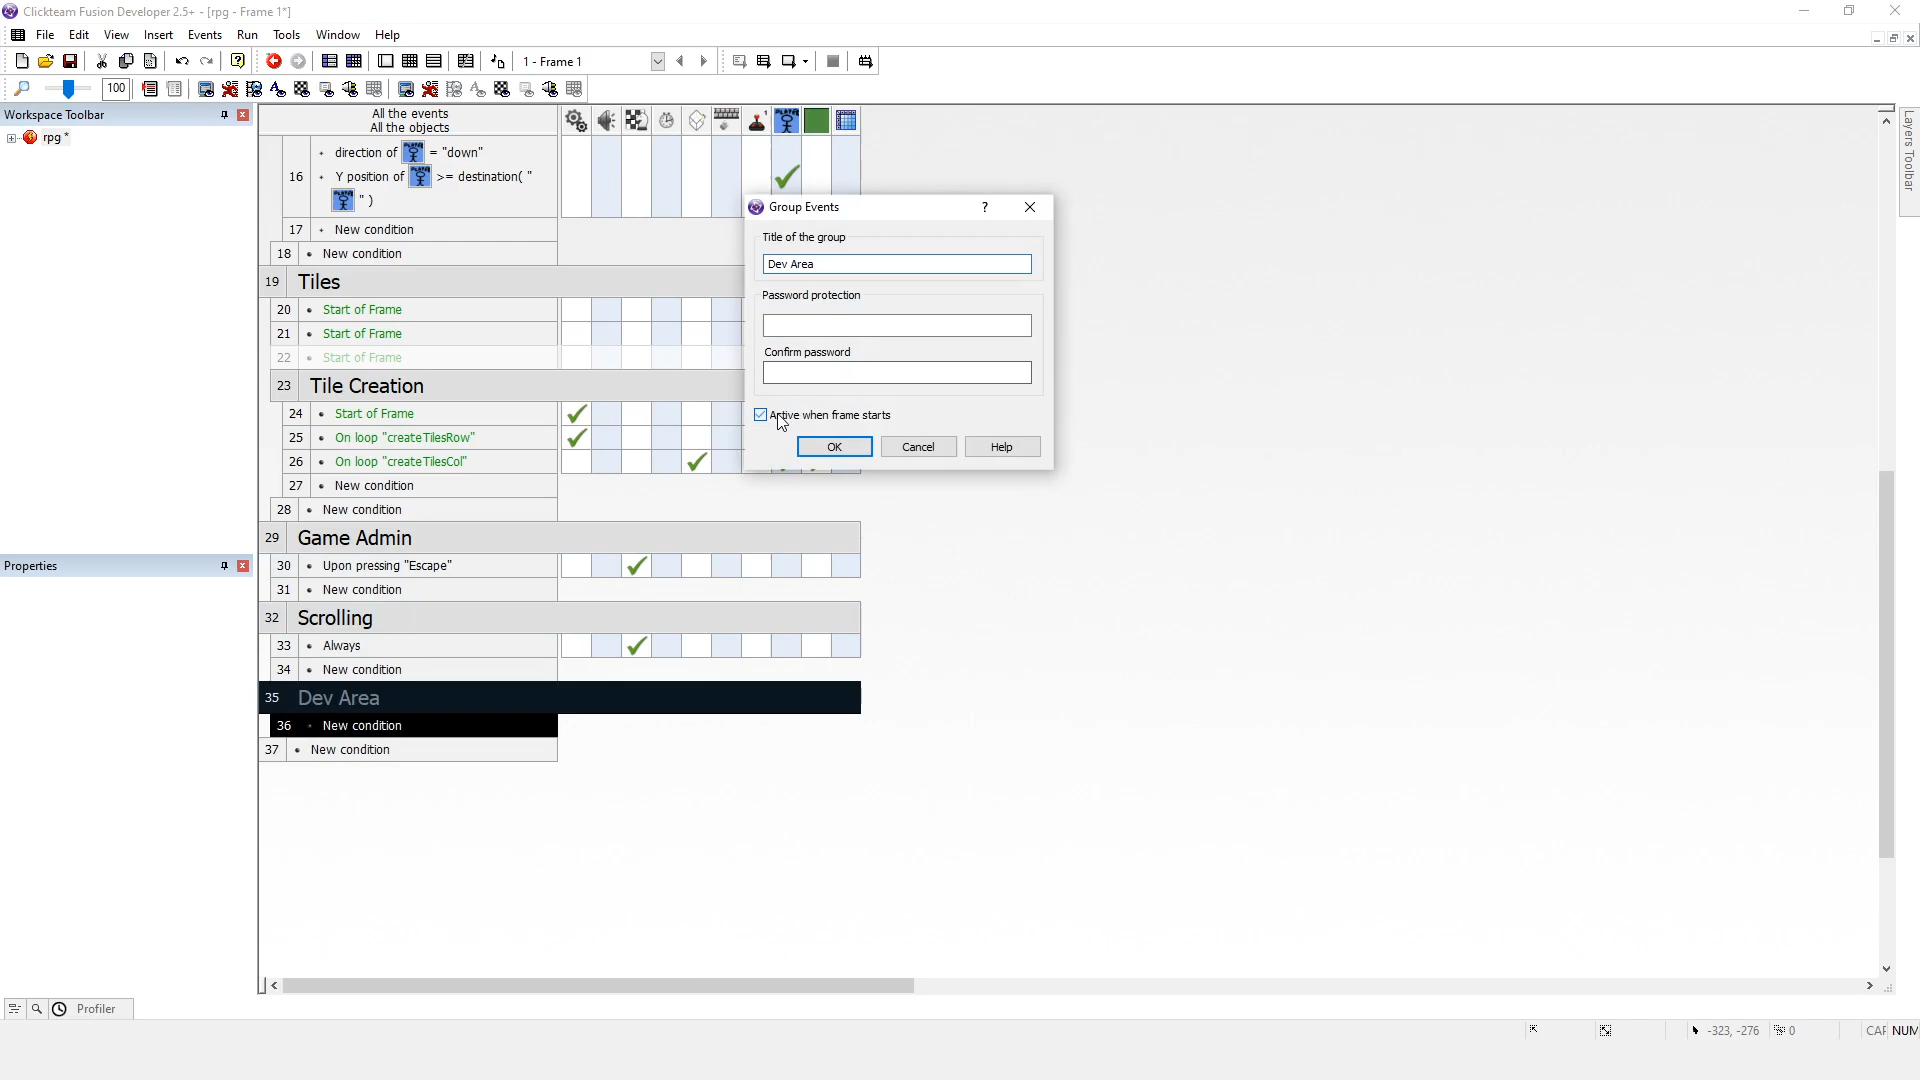 Clickteam Fusion Developer 2.5+ - [rpg - Frame 1*]
File Edit View Insert Events Run Tools Window Help
1 - Frame 1
100
Workspace Toolbar
rpg *
Properties
Profiler
All the events
All the objects
16 direction of = "down"
Y position of >= destination( "
" )
17 New condition
18 New condition
19 Tiles
20 Start of Frame
21 Start of Frame
22 Start of Frame
23 Tile Creation
24 Start of Frame
25 On loop "createTilesRow"
26 On loop "createTilesCol"
27 New condition
28 New condition
29 Game Admin
30 Upon pressing "Escape"
31 New condition
32 Scrolling
33 Always
34 New condition
35 Dev Area
36 New condition
37 New condition
Group Events ?
Title of the group
Dev Area
Password protection
Confirm password
Active when frame starts
OK Cancel Help
Layers Toolbar
-323, -276 0 CAP NUM